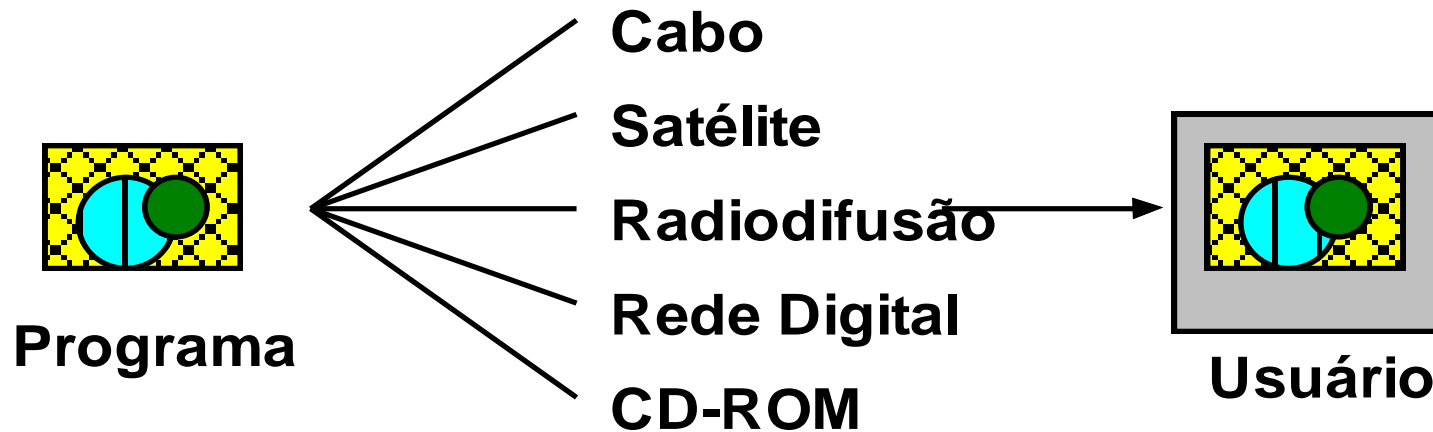 Cabo
Satélite
Radiodifusão
Rede Digital
CD-ROM
Programa
Usuário